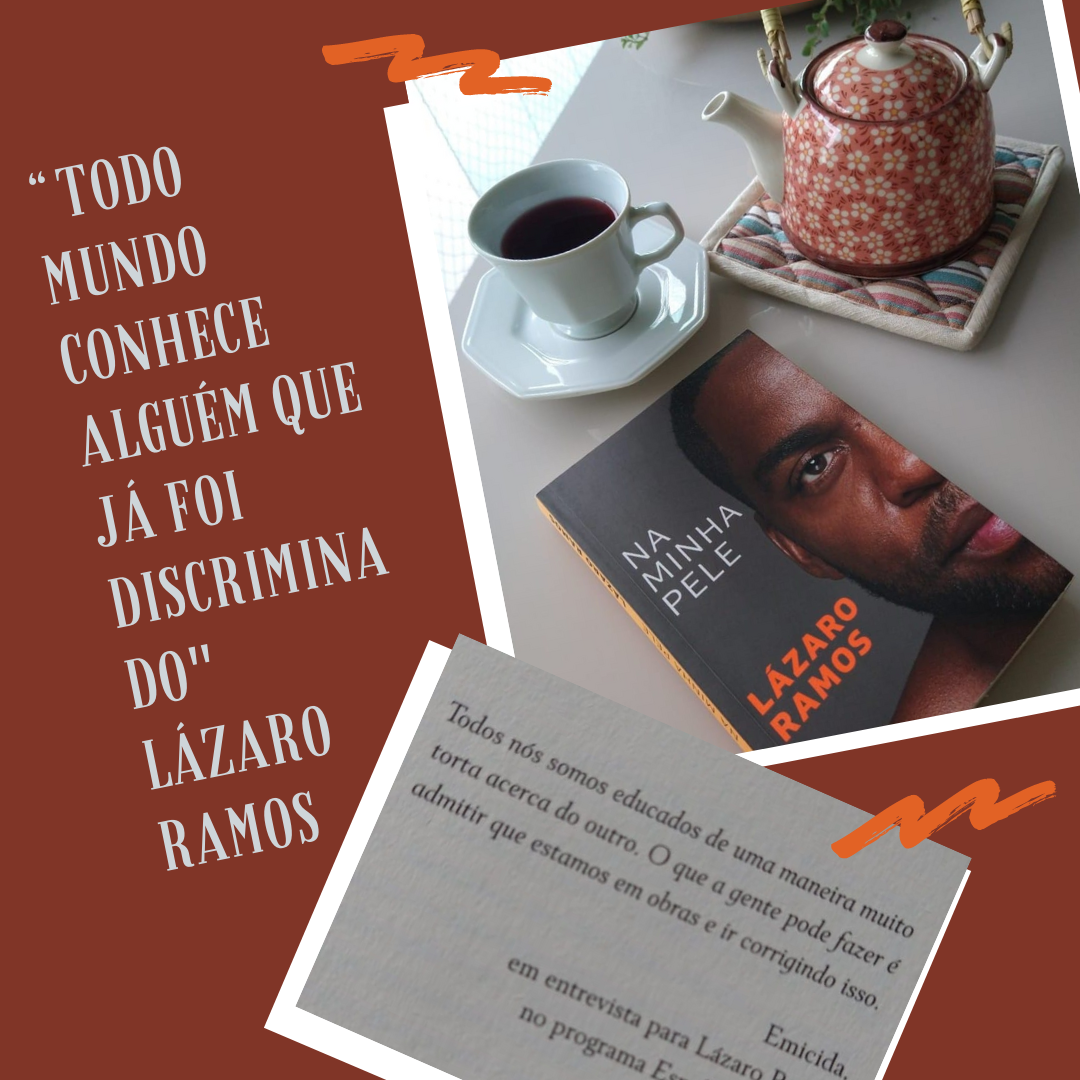 “TODO
MUNDO
CONHECE
ALGUÉM QUE
JÁ FOI
DISCRIMINA
DO"
LÁZARO
RAMOS
NA
MINHA
PELE
LÁZARO
RAMOS
Todos nós somos educados de uma maneira muito
torta acerca do outro. O que a gente pode fazer é
admitir que estamos em obras e ir corrigindo isso.
Emicida,
em entrevista para Lázaro
no programa